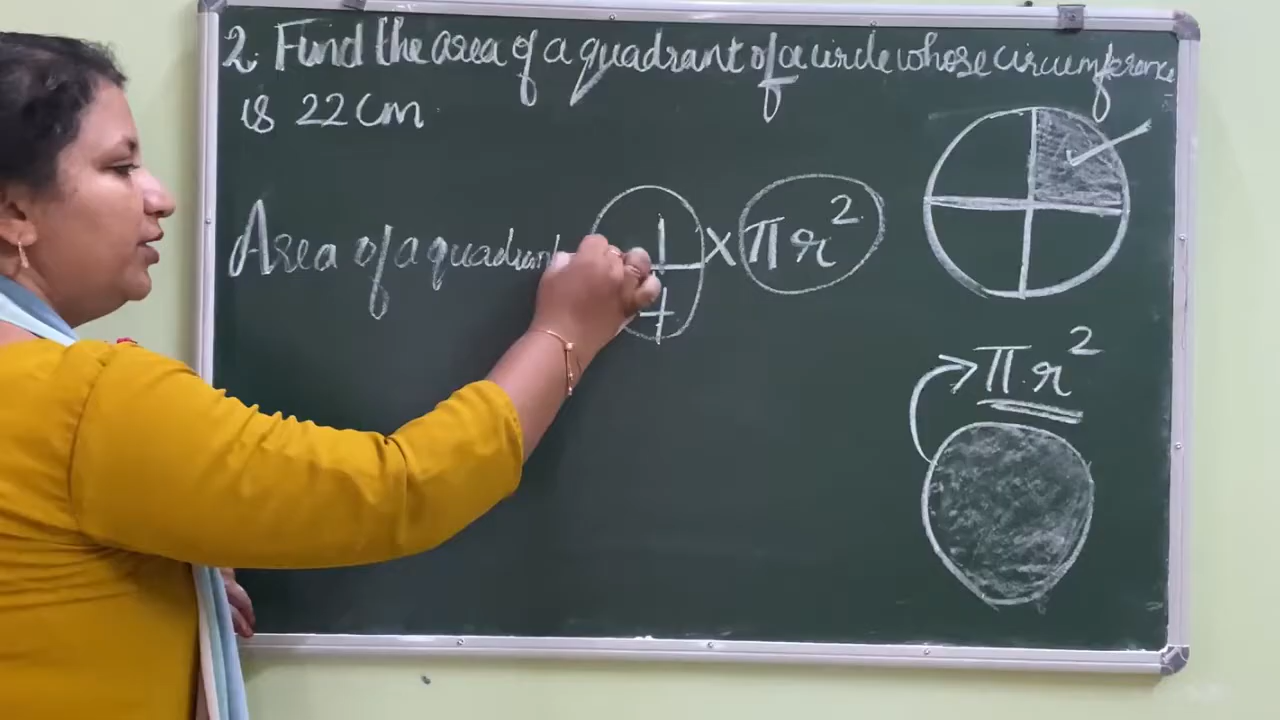 2. Find the area of a quadrant of a circle whose circumference
is 22 cm.
Area of a quadrant 1/4 × πr²
πr²